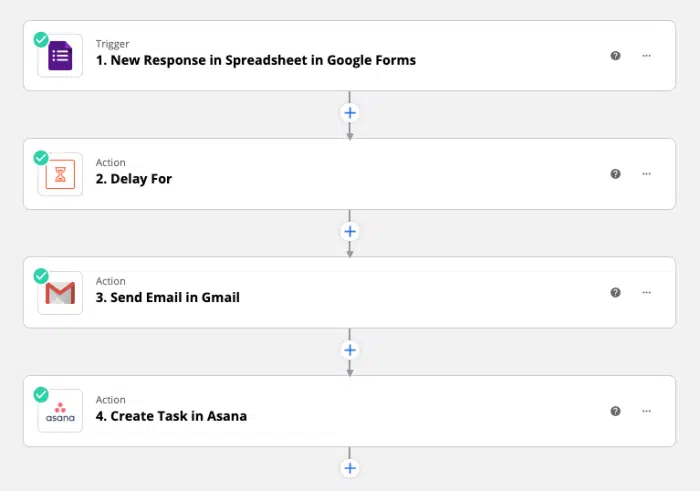 Trigger
1. New Response in Spreadsheet in Google Forms
Action
2. Delay For
Action
3. Send Email in Gmail
asana
Action
4. Create Task in Asana